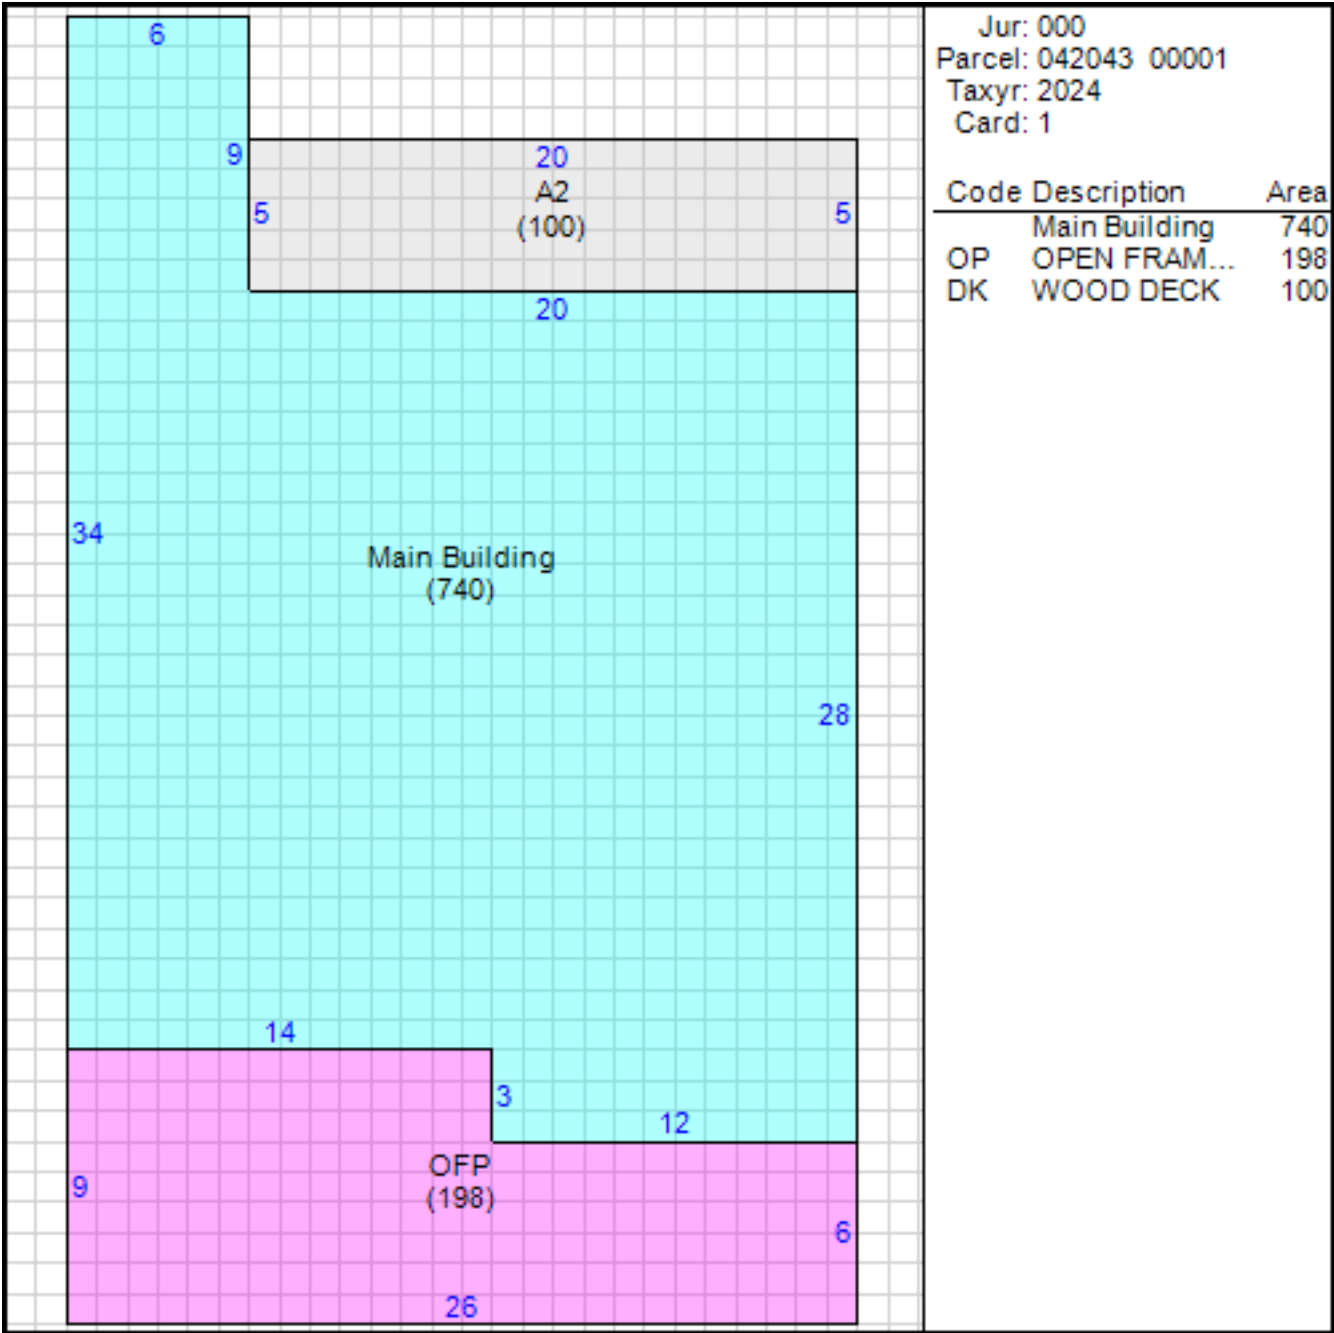 Jur: 000
Parcel: 042043 00001
Taxyr: 2024
Card: 1
Code Description Area
Main Building 740
OP OPEN FRAM... 198
DK WOOD DECK 100
6
9
20
A2
5
5
(100)
20
34
Main Building
(740)
28
14
3
12
OFP
9
(198)
6
26